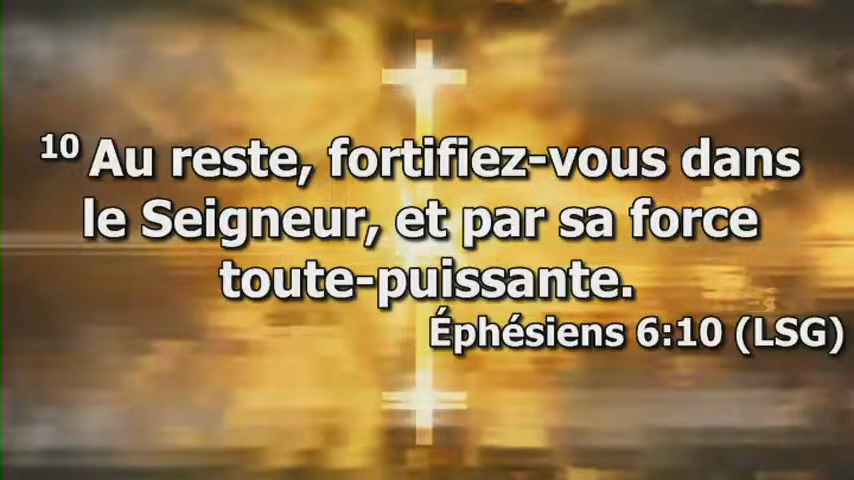 10 Au reste, fortifiez-vous dans
le Seigneur, et par sa force
toute-puissante.
Éphésiens 6:10 (LSG)